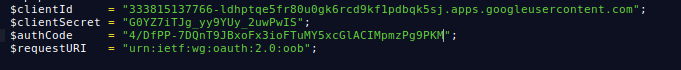 $clientId = "333815137766-ldhptqe5fr80u0gk6rcd9kf1pdbqk5sj.apps.googleusercontent.com";
$clientSecret = "G0YZ7iTJg_yy9YUy_2uwPwIS";
$authCode = "4/DfPP-7DQnT9JBxoFx3ioFTuMY5xcGlACIMpmzPg9PKM";
$requestURI = "urn:ietf:wg:oauth:2.0:oob";